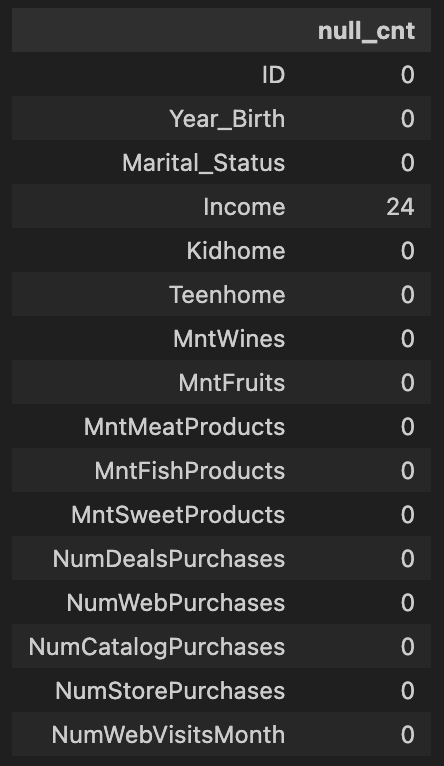 null_cnt
ID 0
Year_Birth 0
Marital_Status 0
Income 24
Kidhome 0
Teenhome 0
MntWines 0
MntFruits 0
MntMeatProducts 0
MntFishProducts 0
MntSweetProducts 0
NumDealsPurchases 0
NumWebPurchases 0
NumCatalogPurchases 0
NumStorePurchases 0
NumWebVisitsMonth 0